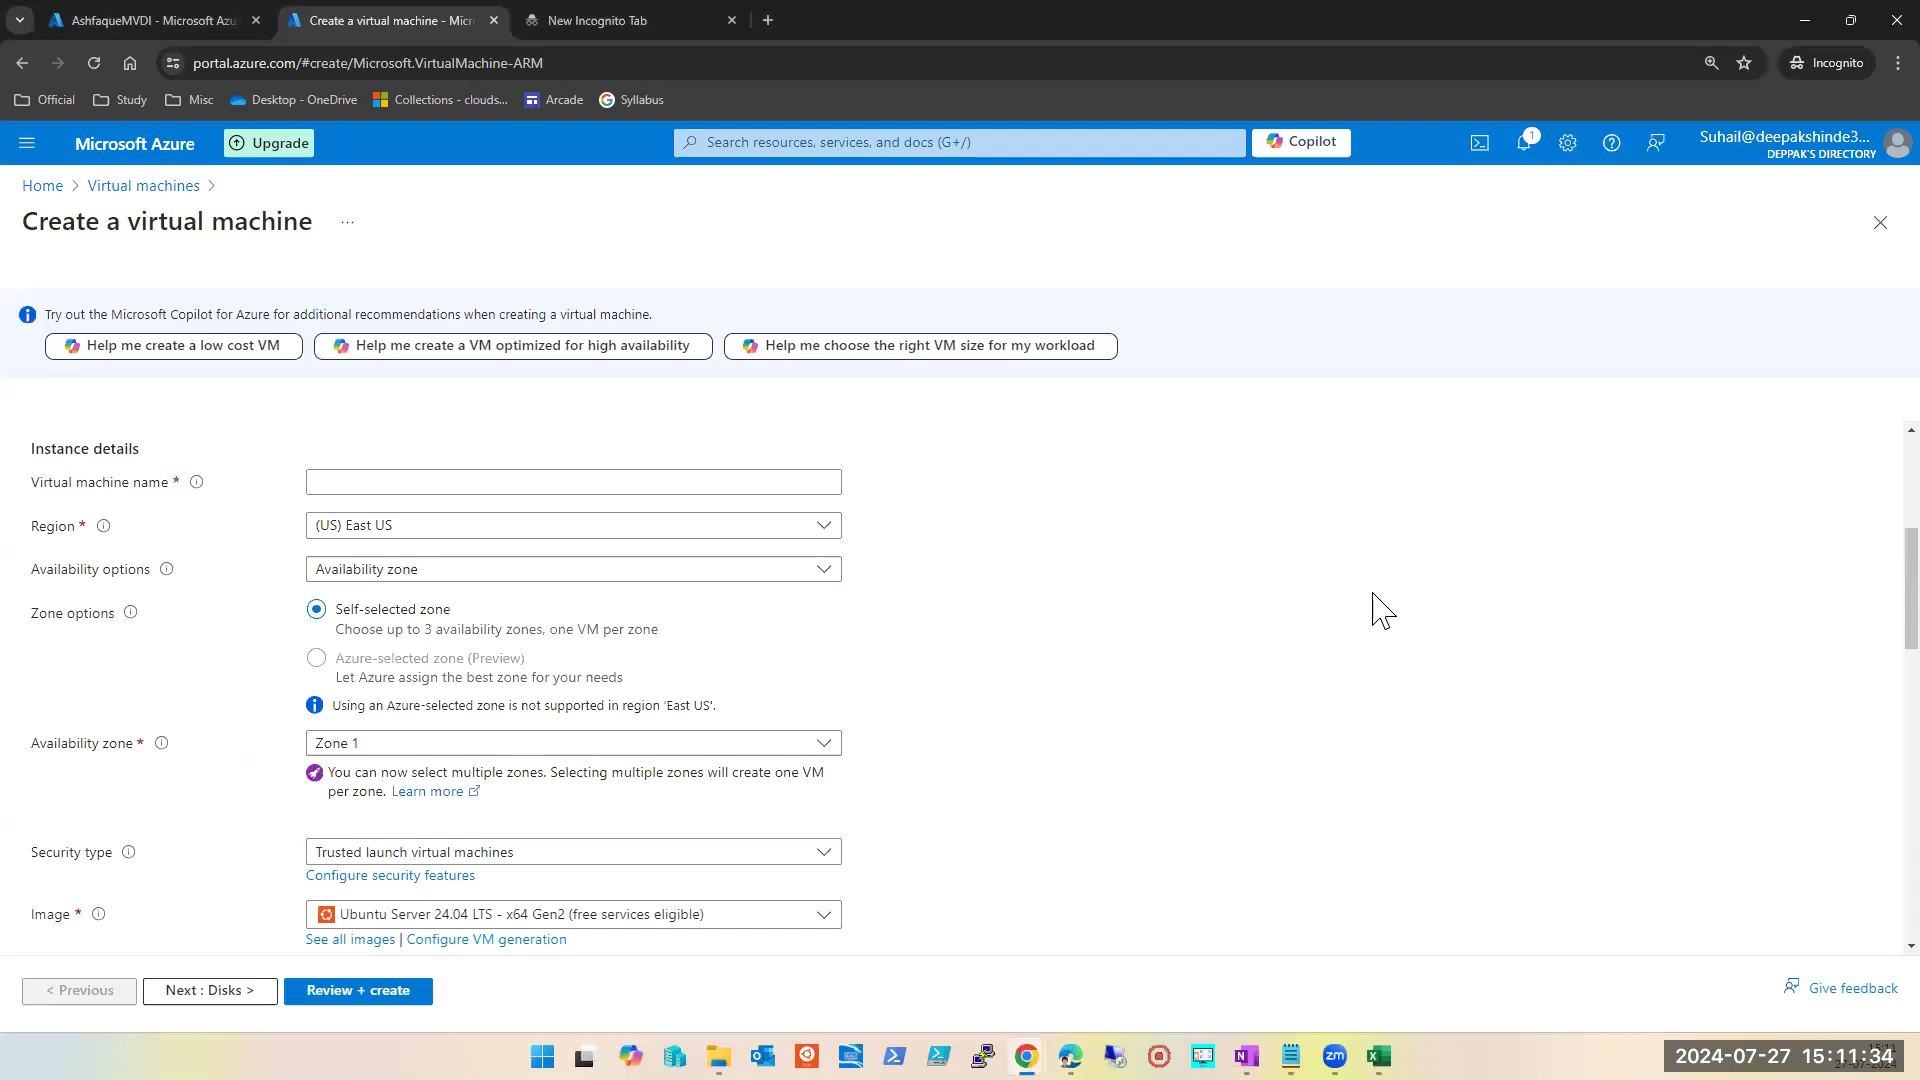 AshfaqueMVDI - Microsoft Azu
Create a virtual machine - Micr
New Incognito Tab
portal.azure.com/#create/Microsoft.VirtualMachine-ARM
Incognito
Official
Study
Misc
Desktop - OneDrive
Collections - clouds...
Arcade
Syllabus
Microsoft Azure
Upgrade
Search resources, services, and docs (G+/)
Copilot
1
Suhail@deepakshinde3...
DEPPAK'S DIRECTORY
Home > Virtual machines >
Create a virtual machine ...
Try out the Microsoft Copilot for Azure for additional recommendations when creating a virtual machine.
Help me create a low cost VM
Help me create a VM optimized for high availability
Help me choose the right VM size for my workload
Instance details
Virtual machine name *
Region *
(US) East US
Availability options
Availability zone
Zone options
Self-selected zone
Choose up to 3 availability zones, one VM per zone
Azure-selected zone (Preview)
Let Azure assign the best zone for your needs
Using an Azure-selected zone is not supported in region 'East US'.
Availability zone *
Zone 1
You can now select multiple zones. Selecting multiple zones will create one VM
per zone. Learn more
Security type
Trusted launch virtual machines
Configure security features
Image *
Ubuntu Server 24.04 LTS - x64 Gen2 (free services eligible)
See all images | Configure VM generation
< Previous
Next : Disks >
Review + create
Give feedback
zm
2024-07-27 15:11:34